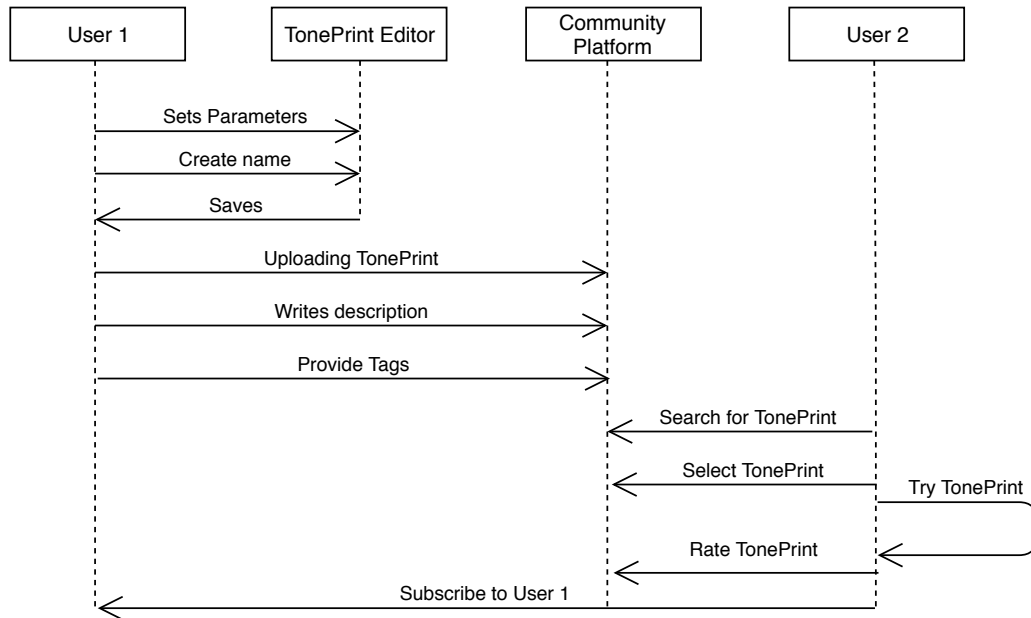 User 1
TonePrint Editor
Community
Platform
User 2
Sets Parameters
Create name
Saves
Uploading TonePrint
Writes description
Provide Tags
Search for TonePrint
Select TonePrint
Try TonePrint
Rate TonePrint
Subscribe to User 1